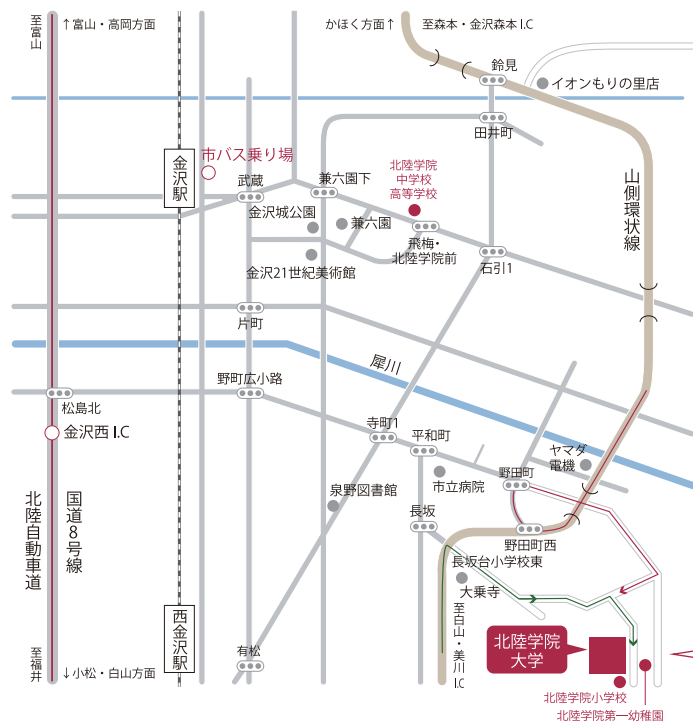 至富山
↑富山・高岡方面
かほく方面↑
至森本・金沢森本I.C
鈴見
イオンもりの里店
田井町
金沢駅
市バス乗り場
武蔵
兼六園下
北陸学院
中学校
高等学校
山側環状線
金沢城公園
兼六園
飛梅・
北陸学院前
石引1
金沢21世紀美術館
片町
犀川
野町広小路
松島北
金沢西I.C
寺町1
平和町
ヤマダ
電機
野田町
市立病院
泉野図書館
長坂
野田町西
北陸自動車道
国道8号線
長坂台小学校東
大乗寺
至白山・美川I.C
西金沢駅
北陸学院
大学
有松
至福井
↓小松・白山方面
北陸学院小学校
北陸学院第一幼稚園